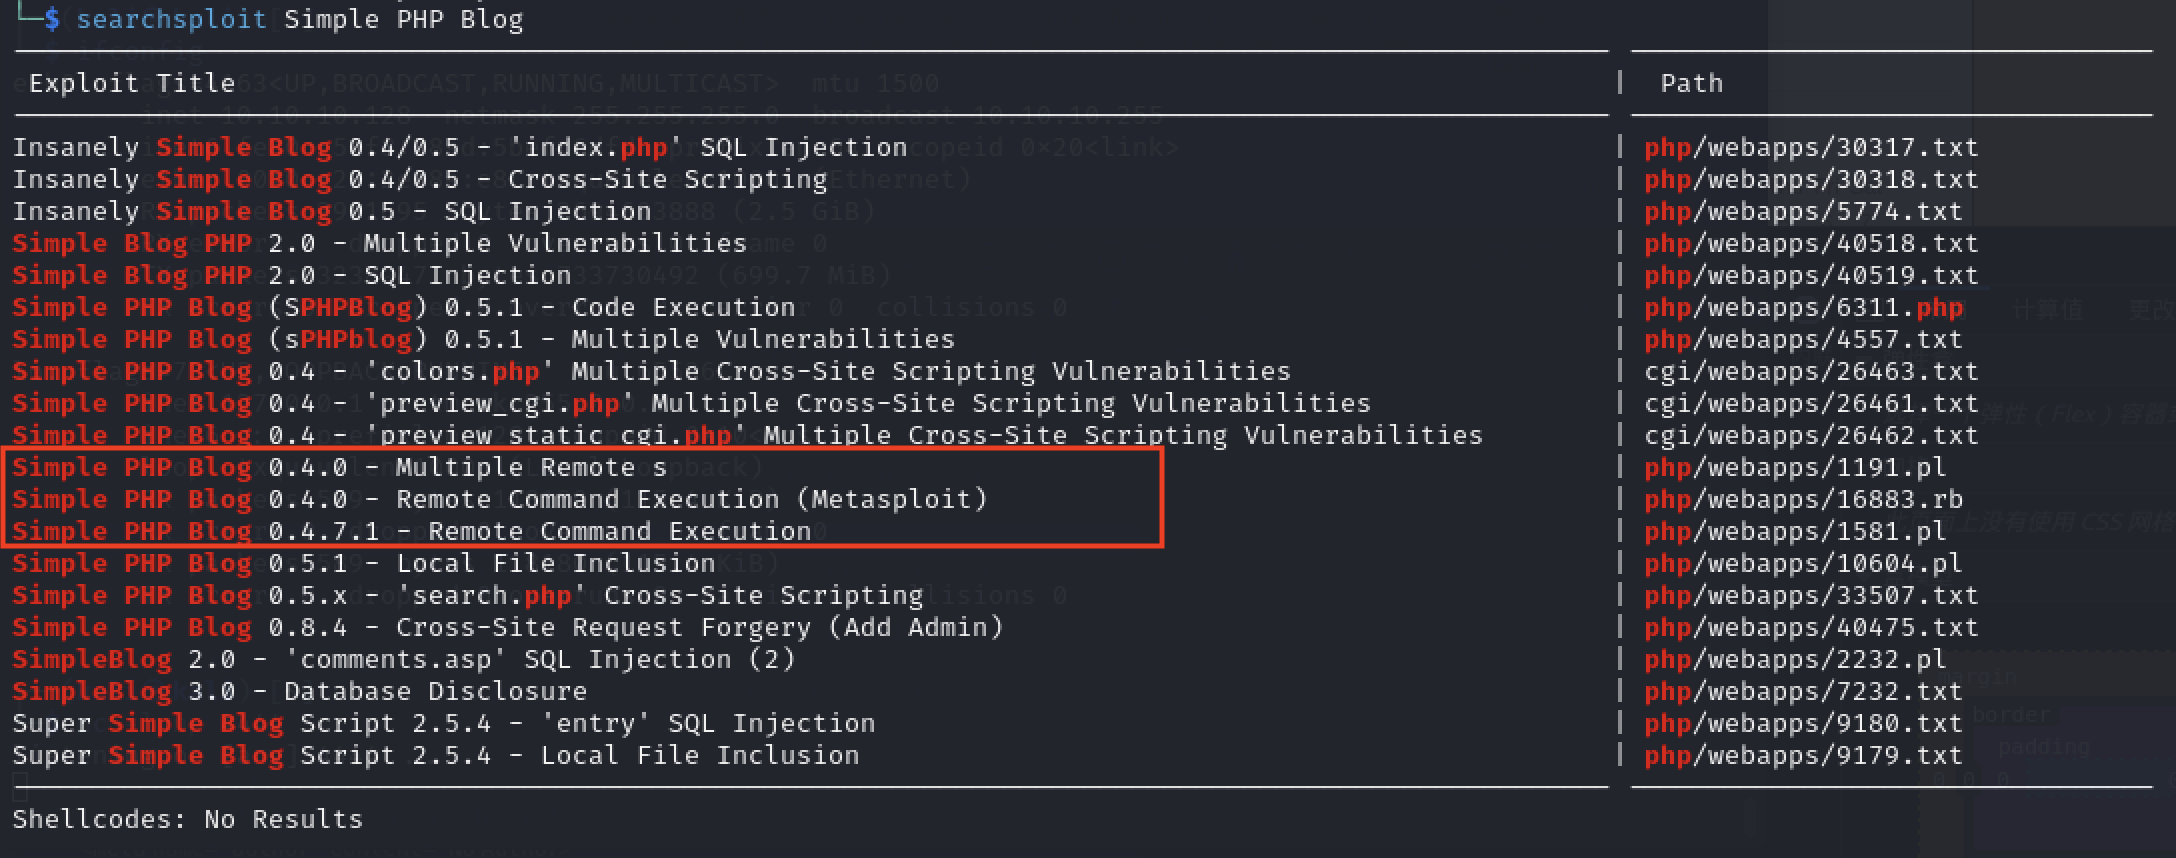 └─$ searchsploit Simple PHP Blog
Exploit Title | Path
Insanely Simple Blog 0.4/0.5 - 'index.php' SQL Injection | php/webapps/30317.txt
Insanely Simple Blog 0.4/0.5 - Cross-Site Scripting | php/webapps/30318.txt
Insanely Simple Blog 0.5 - SQL Injection | php/webapps/5774.txt
Simple Blog PHP 2.0 - Multiple Vulnerabilities | php/webapps/40518.txt
Simple Blog PHP 2.0 - SQL Injection | php/webapps/40519.txt
Simple PHP Blog (SPHPBlog) 0.5.1 - Code Execution | php/webapps/6311.php
Simple PHP Blog (sPHPblog) 0.5.1 - Multiple Vulnerabilities | php/webapps/4557.txt
Simple PHP Blog 0.4 - 'colors.php' Multiple Cross-Site Scripting Vulnerabilities | cgi/webapps/26463.txt
Simple PHP Blog 0.4 - 'preview_cgi.php' Multiple Cross-Site Scripting Vulnerabilities | cgi/webapps/26461.txt
Simple PHP Blog 0.4 - 'preview_static_cgi.php' Multiple Cross-Site Scripting Vulnerabilities | cgi/webapps/26462.txt
Simple PHP Blog 0.4.0 - Multiple Remote s | php/webapps/1191.pl
Simple PHP Blog 0.4.0 - Remote Command Execution (Metasploit) | php/webapps/16883.rb
Simple PHP Blog 0.4.7.1 - Remote Command Execution | php/webapps/1581.pl
Simple PHP Blog 0.5.1 - Local File Inclusion | php/webapps/10604.pl
Simple PHP Blog 0.5.x - 'search.php' Cross-Site Scripting | php/webapps/33507.txt
Simple PHP Blog 0.8.4 - Cross-Site Request Forgery (Add Admin) | php/webapps/40475.txt
SimpleBlog 2.0 - 'comments.asp' SQL Injection (2) | php/webapps/2232.pl
SimpleBlog 3.0 - Database Disclosure | php/webapps/7232.txt
Super Simple Blog Script 2.5.4 - 'entry' SQL Injection | php/webapps/9180.txt
Super Simple Blog Script 2.5.4 - Local File Inclusion | php/webapps/9179.txt
Shellcodes: No Results